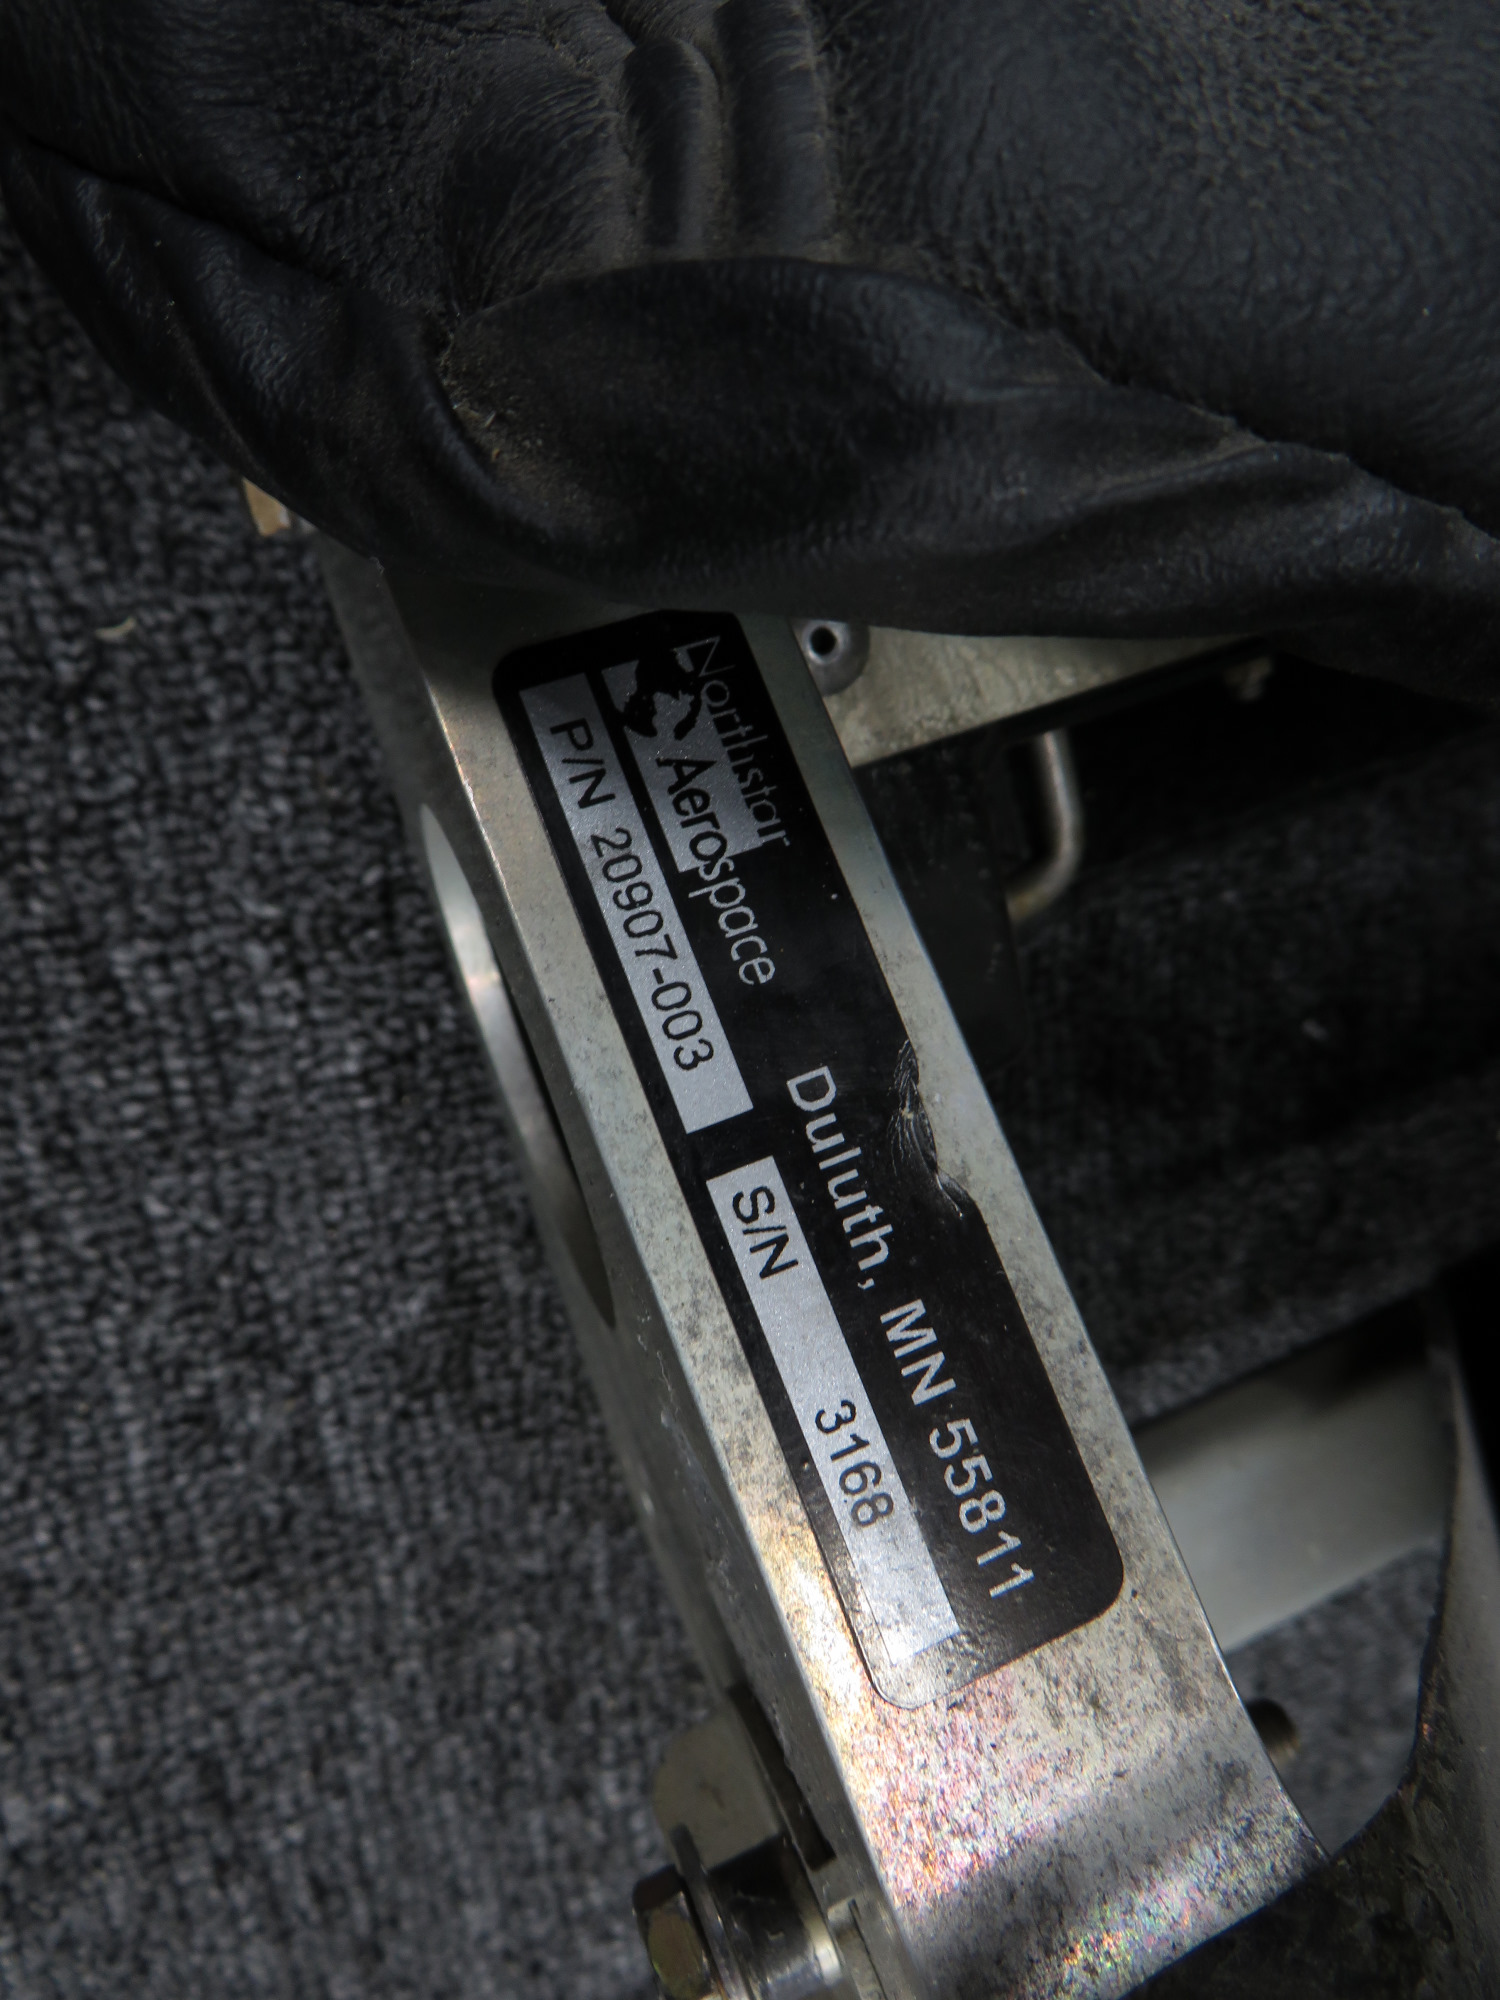 Northstar
Aerospace
Duluth, MN 55811
P/N 20907-003
S/N 3168